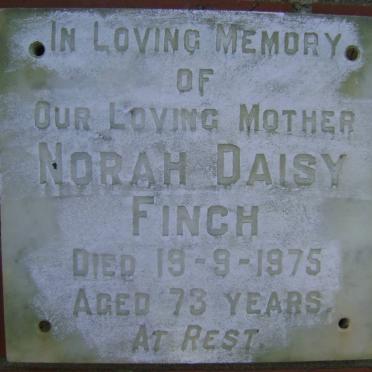 IN LOVING MEMORY
OF
OUR LOVING MOTHER
NORAH DAISY
FINCH
DIED 19-9-1975
AGED 73 YEARS.
AT REST.